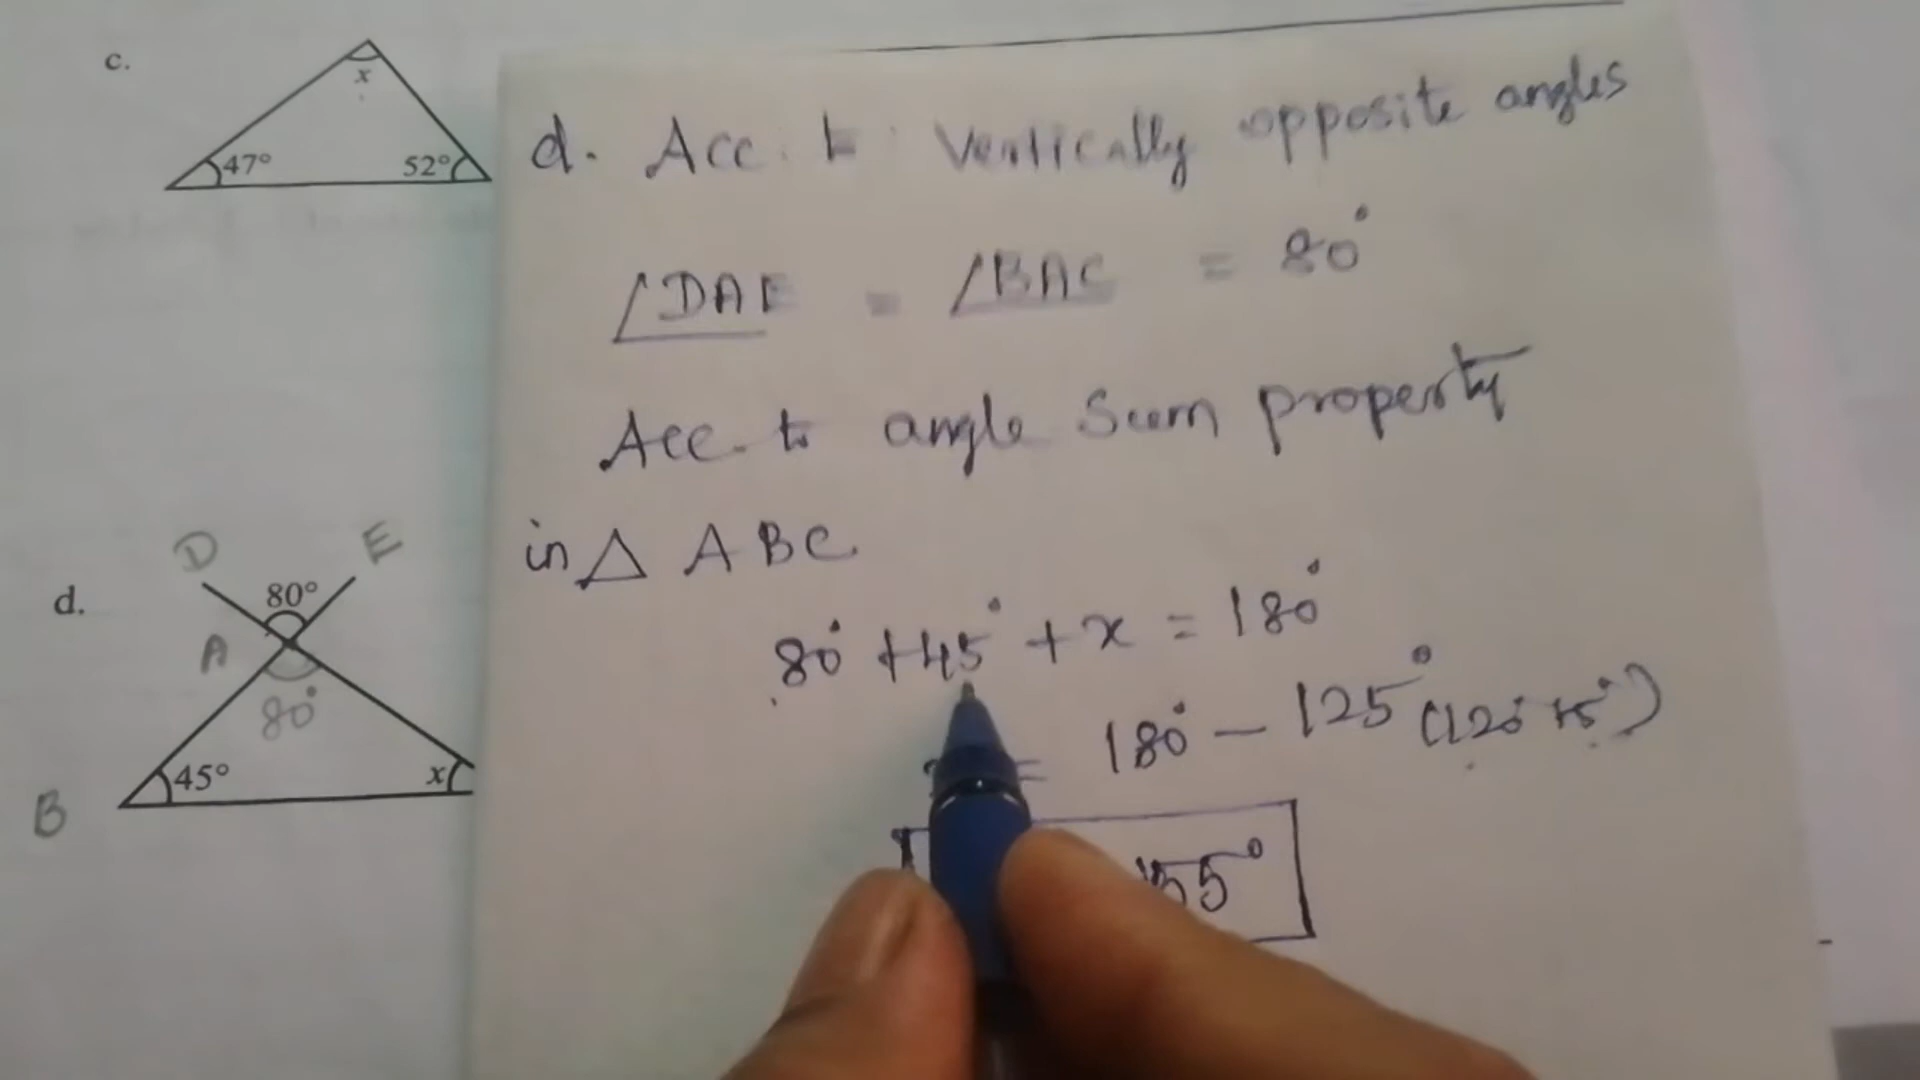 c.
x
47° 52°
d. Acc. to Vertically opposite angles
∠DAE = ∠BAC = 80°
Acc. to angle Sum property
in △ ABC
80° + 45° + x = 180°
= 180° - 125° (120°+5°)
55°
D E
d. 80°
A
80°
45° x
B